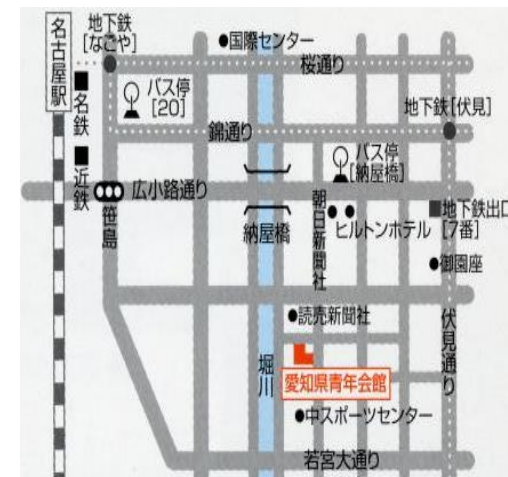 地下鉄
[なごや]
●国際センター
名古屋駅
桜通り
■名鉄
バス停
[20]
地下鉄[伏見]
錦通り
バス停
[納屋橋]
■近鉄
広小路通り
笹島
納屋橋
朝日新聞社
ヒルトンホテル
■地下鉄出口
[7番]
●御園座
●読売新聞社
伏見通り
堀川
愛知県青年会館
●中スポーツセンター
若宮大通り